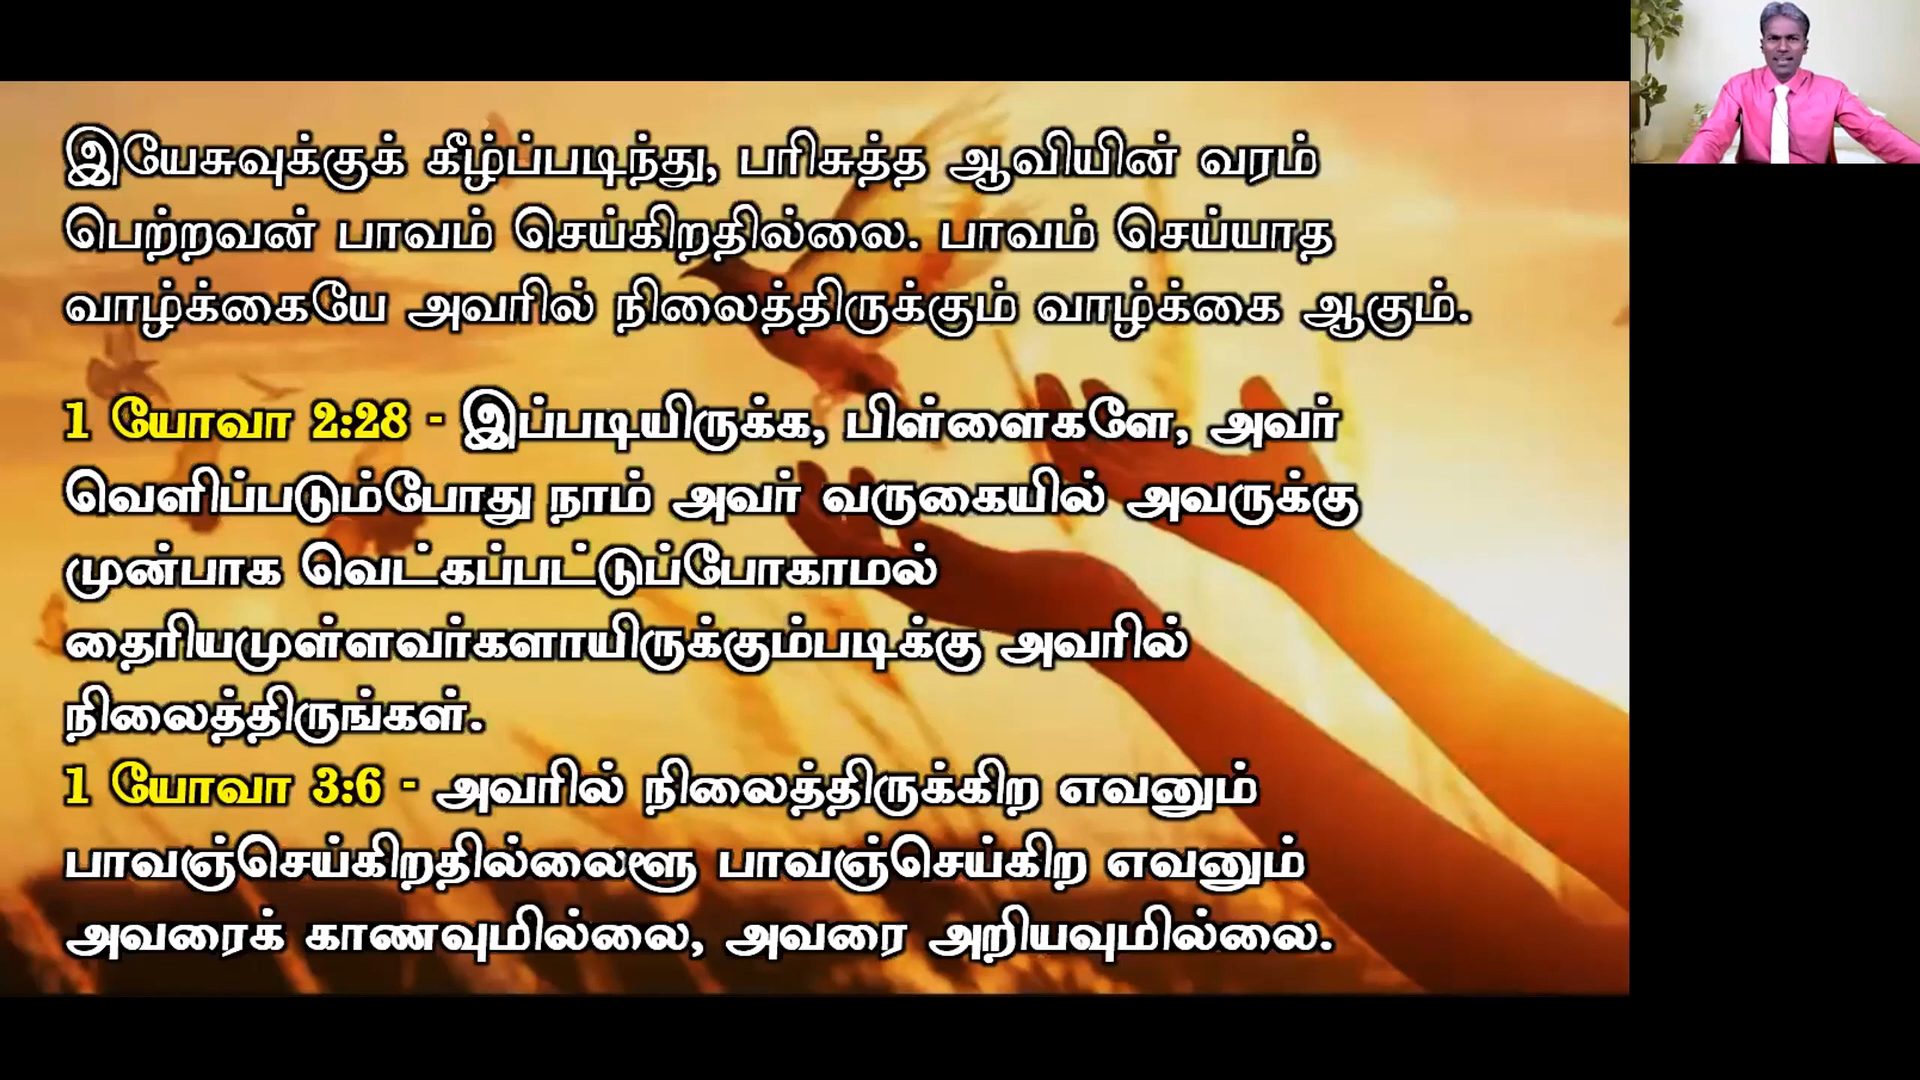 இயேசுவுக்குக் கீழ்ப்படிந்து, பரிசுத்த ஆவியின் வரம்
பெற்றவன் பாவம் செய்கிறதில்லை. பாவம் செய்யாத
வாழ்க்கையே அவரில் நிலைத்திருக்கும் வாழ்க்கை ஆகும்.
1 யோவா 2:28 - இப்படியிருக்க, பிள்ளைகளே, அவர்
வெளிப்படும்போது நாம் அவர் வருகையில் அவருக்கு
முன்பாக வெட்கப்பட்டுப்போகாமல்
தைரியமுள்ளவர்களாயிருக்கும்படிக்கு அவரில்
நிலைத்திருங்கள்.
1 யோவா 3:6 - அவரில் நிலைத்திருக்கிற எவனும்
பாவஞ்செய்கிறதில்லைளூ பாவஞ்செய்கிற எவனும்
அவரைக் காணவுமில்லை, அவரை அறியவுமில்லை.